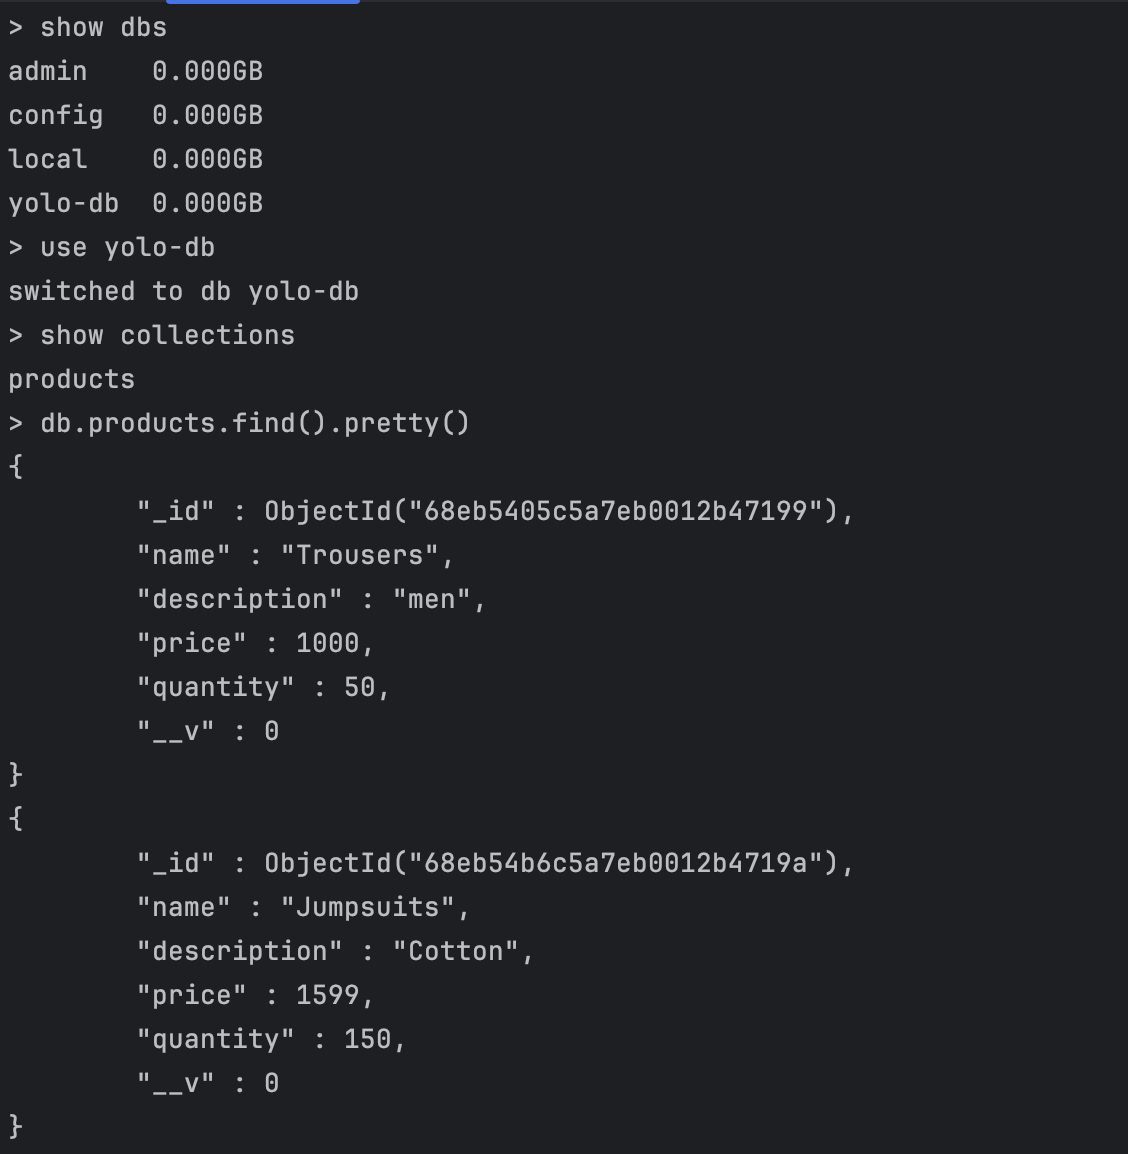 > show dbs
admin    0.000GB
config   0.000GB
local    0.000GB
yolo-db  0.000GB
> use yolo-db
switched to db yolo-db
> show collections
products
> db.products.find().pretty()
{
        "_id" : ObjectId("68eb5405c5a7eb0012b47199"),
        "name" : "Trousers",
        "description" : "men",
        "price" : 1000,
        "quantity" : 50,
        "__v" : 0
}
{
        "_id" : ObjectId("68eb54b6c5a7eb0012b4719a"),
        "name" : "Jumpsuits",
        "description" : "Cotton",
        "price" : 1599,
        "quantity" : 150,
        "__v" : 0
}